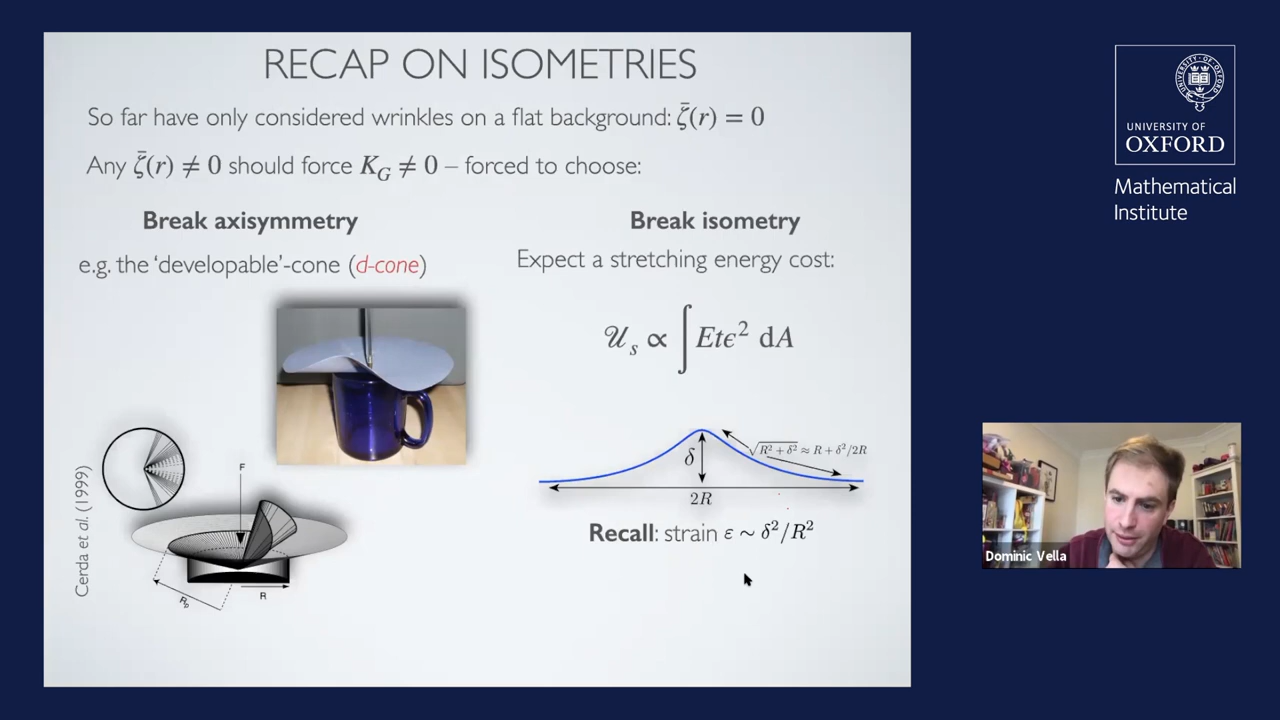 RECAP ON ISOMETRIES
So far have only considered wrinkles on a flat background: ζ̄(r) = 0
Any ζ̄(r) ≠ 0 should force K_G ≠ 0 – forced to choose:
Break axisymmetry
e.g. the 'developable'-cone (d-cone)
Cerda et al. (1999)
F
R_p
R
Break isometry
Expect a stretching energy cost:
𝒰_s ∝ ∫ Etϵ² dA
δ
√(R² + δ²) ≈ R + δ²/2R
2R
Recall: strain ε ~ δ²/R²
UNIVERSITY OF
OXFORD
Mathematical
Institute
Dominic Vella